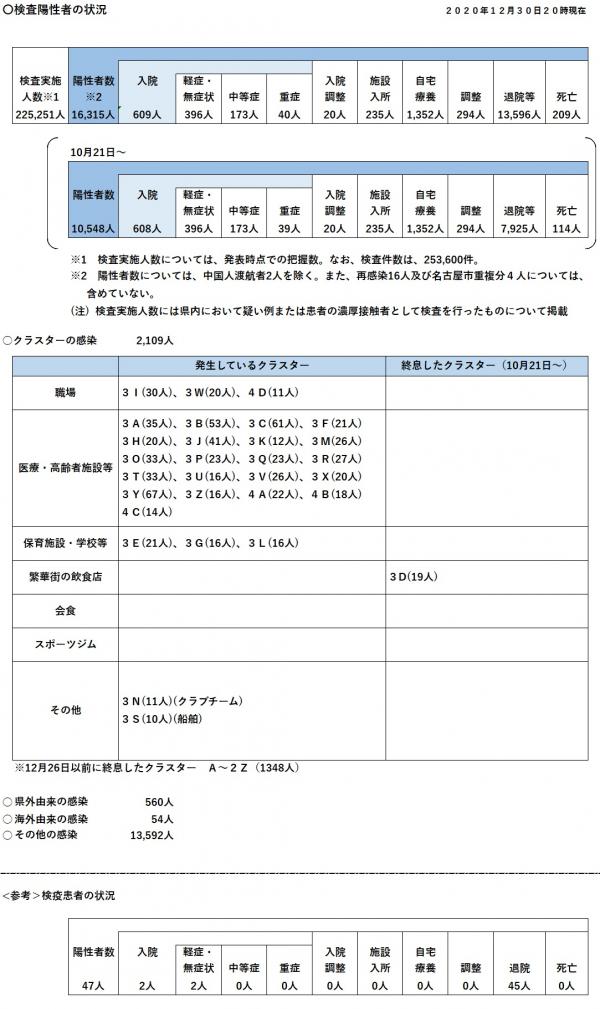 〇検査陽性者の状況
２０２０年１２月３０日２０時現在
検査実施人数※1 陽性者数※2 入院 軽症・無症状 中等症 重症 入院調整 施設入所 自宅療養 調整 退院等 死亡
225,251人 16,315人 609人 396人 173人 40人 20人 235人 1,352人 294人 13,596人 209人
10月21日～
陽性者数 入院 軽症・無症状 中等症 重症 入院調整 施設入所 自宅療養 調整 退院等 死亡
10,548人 608人 396人 173人 39人 20人 235人 1,352人 294人 7,925人 114人
※1　検査実施人数については、発表時点での把握数。なお、検査件数は、253,600件。
※2　陽性者数については、中国人渡航者2人を除く。また、再感染16人及び名古屋市重複分４人については、
含めていない。
(注）検査実施人数には県内において疑い例または患者の濃厚接触者として検査を行ったものについて掲載
○クラスターの感染 2,109人
発生しているクラスター 終息したクラスター（10月21日～）
職場 ３Ｉ(30人)、３Ｗ(20人)、４Ｄ(11人)
医療・高齢者施設等
３Ａ(35人)、３Ｂ(53人)、３Ｃ(61人)、３Ｆ(21人)
３Ｈ(20人)、３Ｊ(41人)、３Ｋ(12人)、３Ｍ(26人)
３Ｏ(33人)、３Ｐ(23人)、３Ｑ(23人)、３Ｒ(27人)
３Ｔ(33人)、３Ｕ(16人)、３Ｖ(26人)、３Ｘ(20人)
３Ｙ(67人)、３Ｚ(16人)、４Ａ(22人)、４Ｂ(18人)
４Ｃ(14人)
保育施設・学校等 ３Ｅ(21人)、３Ｇ(16人)、３Ｌ(16人)
繁華街の飲食店 ３Ｄ(19人)
会食
スポーツジム
その他
３Ｎ(11人)(クラブチーム)
３Ｓ(10人)(船舶)
※12月26日以前に終息したクラスター　Ａ～２Ｚ（1348人）
○県外由来の感染 560人
○海外由来の感染 54人
○その他の感染 13,592人
<参考>検疫患者の状況
陽性者数 入院 軽症・無症状 中等症 重症 入院調整 施設入所 自宅療養 調整 退院 死亡
47人 2人 2人 0人 0人 0人 0人 0人 0人 45人 0人